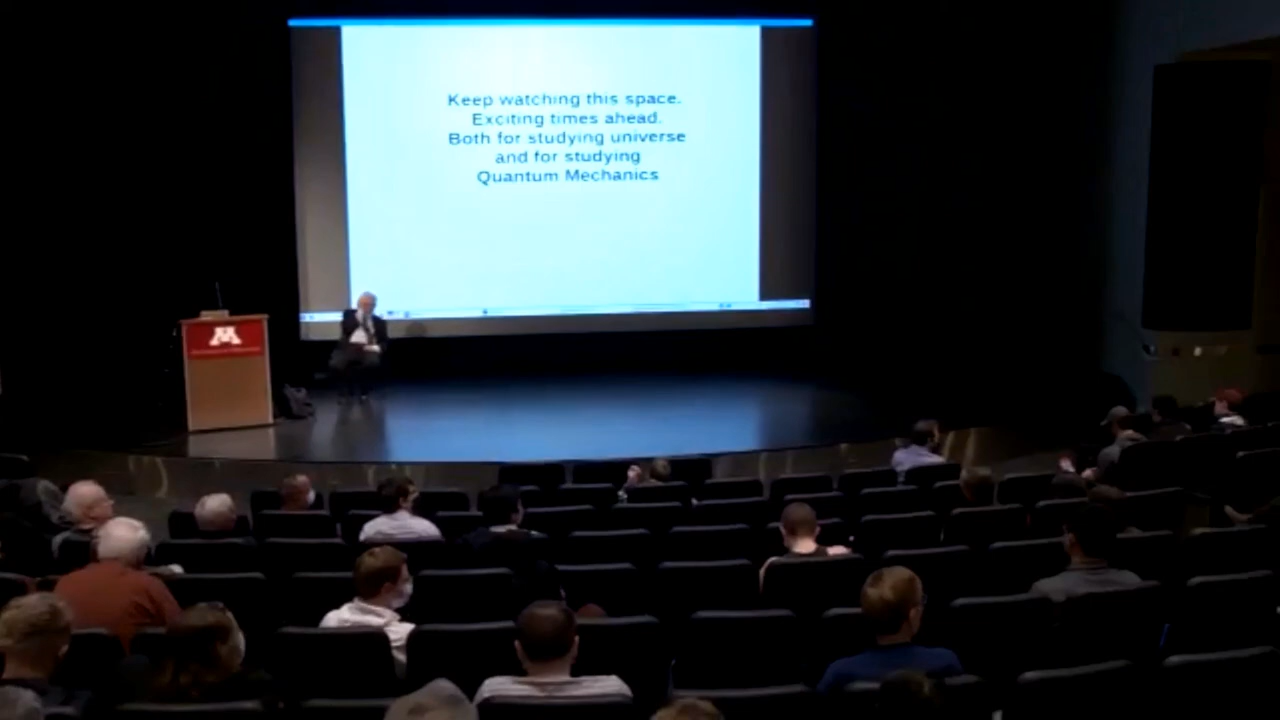 Keep watching this space.
Exciting times ahead.
Both for studying universe
and for studying
Quantum Mechanics
M